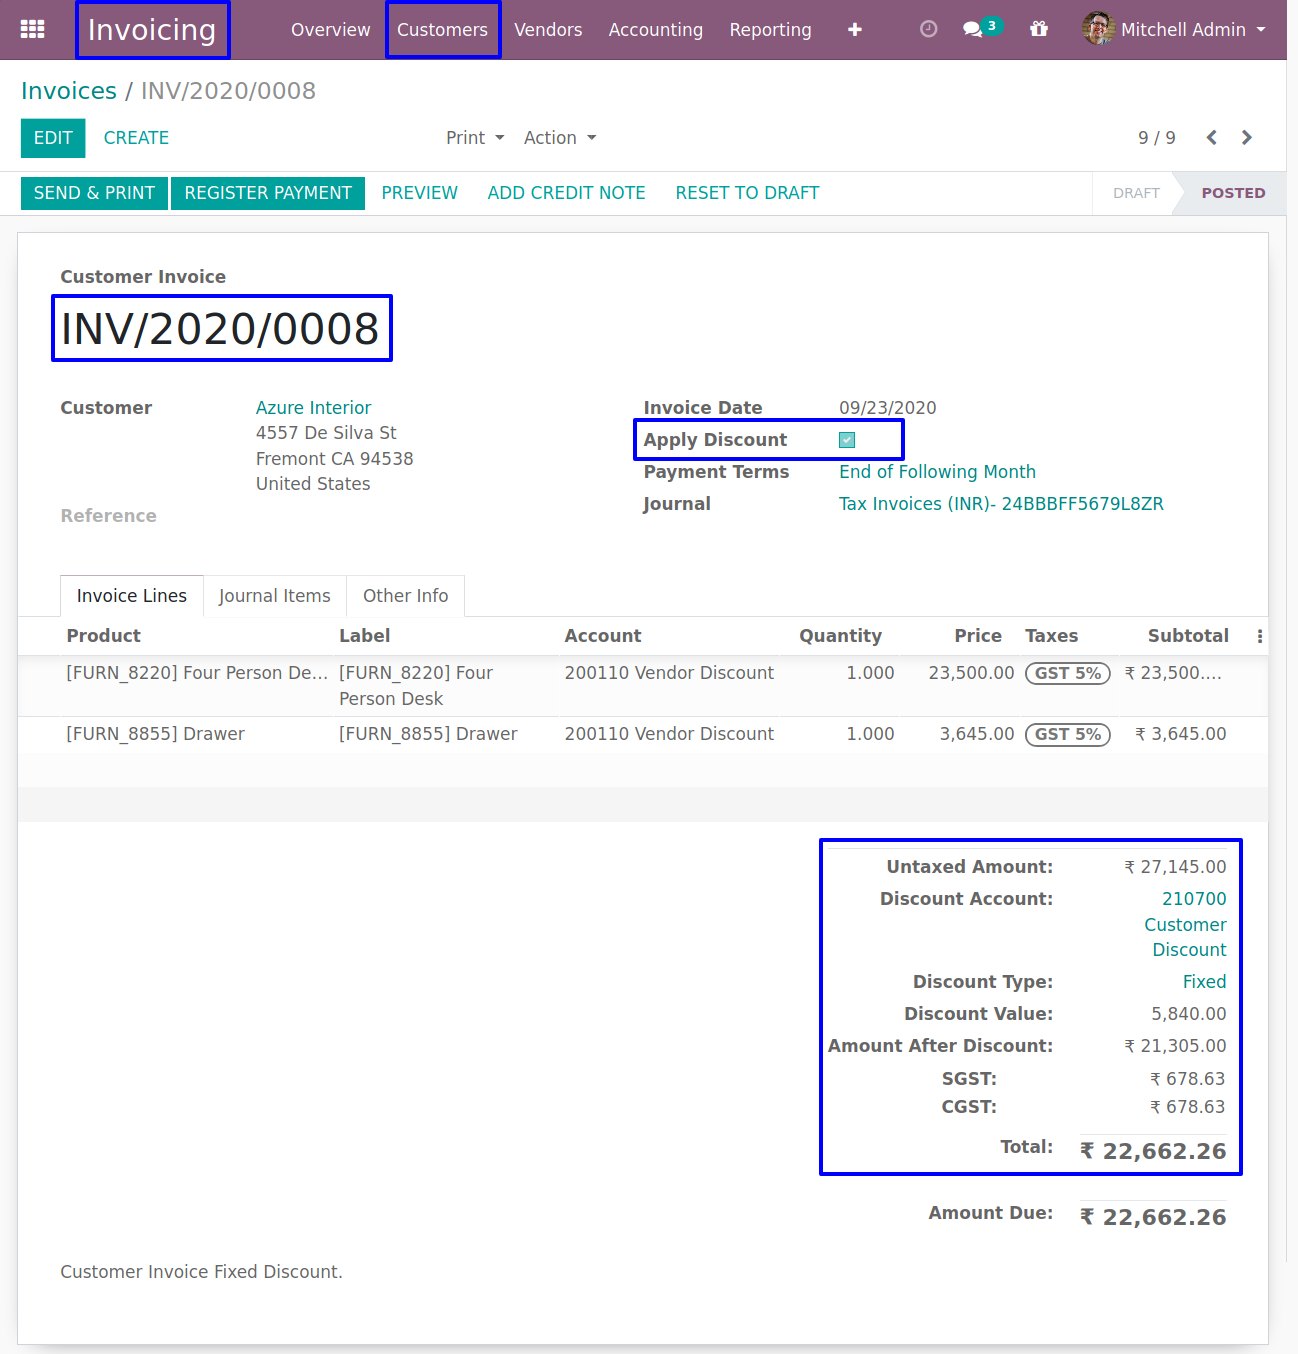 Invoicing Overview Customers Vendors Accounting Reporting 3 Mitchell Admin
Invoices / INV/2020/0008
EDIT CREATE Print Action 9 / 9
SEND & PRINT REGISTER PAYMENT PREVIEW ADD CREDIT NOTE RESET TO DRAFT DRAFT POSTED
Customer Invoice
INV/2020/0008
Customer Azure Interior
4557 De Silva St
Fremont CA 94538
United States
Reference
Invoice Date 09/23/2020
Apply Discount
Payment Terms End of Following Month
Journal Tax Invoices (INR)- 24BBBFF5679L8ZR
Invoice Lines Journal Items Other Info
Product Label Account Quantity Price Taxes Subtotal
[FURN_8220] Four Person De... [FURN_8220] Four 200110 Vendor Discount 1.000 23,500.00 GST 5% ₹ 23,500....
Person Desk
[FURN_8855] Drawer [FURN_8855] Drawer 200110 Vendor Discount 1.000 3,645.00 GST 5% ₹ 3,645.00
Untaxed Amount: ₹ 27,145.00
Discount Account: 210700
Customer
Discount
Discount Type: Fixed
Discount Value: 5,840.00
Amount After Discount: ₹ 21,305.00
SGST: ₹ 678.63
CGST: ₹ 678.63
Total: ₹ 22,662.26
Amount Due: ₹ 22,662.26
Customer Invoice Fixed Discount.